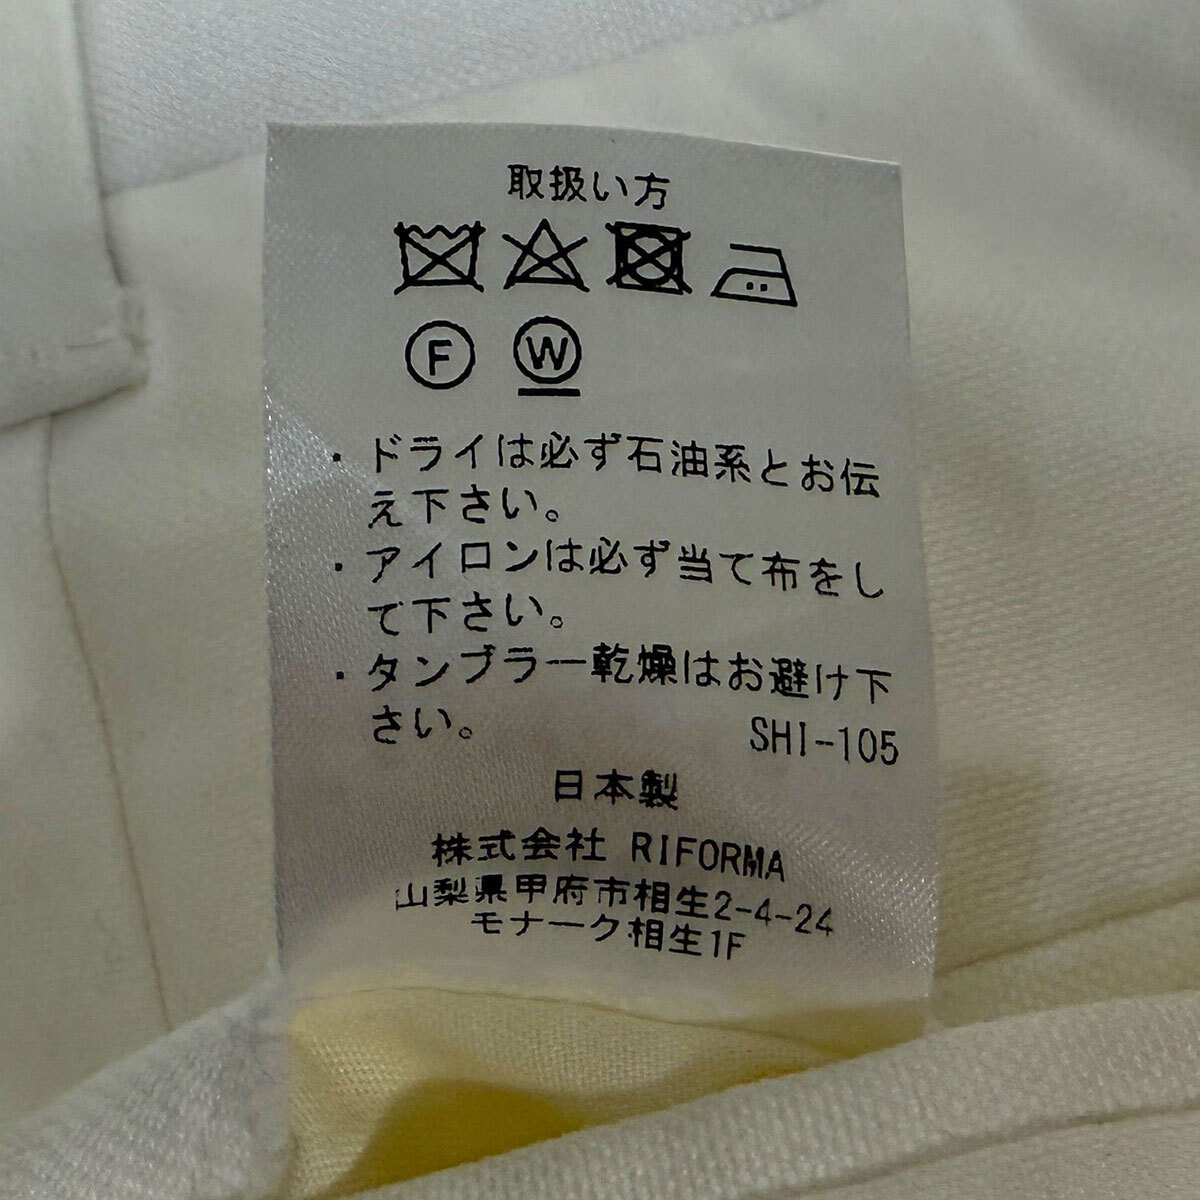 取扱い方
F W
・ドライは必ず石油系とお伝
え下さい。
・アイロンは必ず当て布をし
て下さい。
・タンブラー乾燥はお避け下
さい。 SHI-105
日本製
株式会社 RIFORMA
山梨県甲府市相生2-4-24
モナーク相生1F